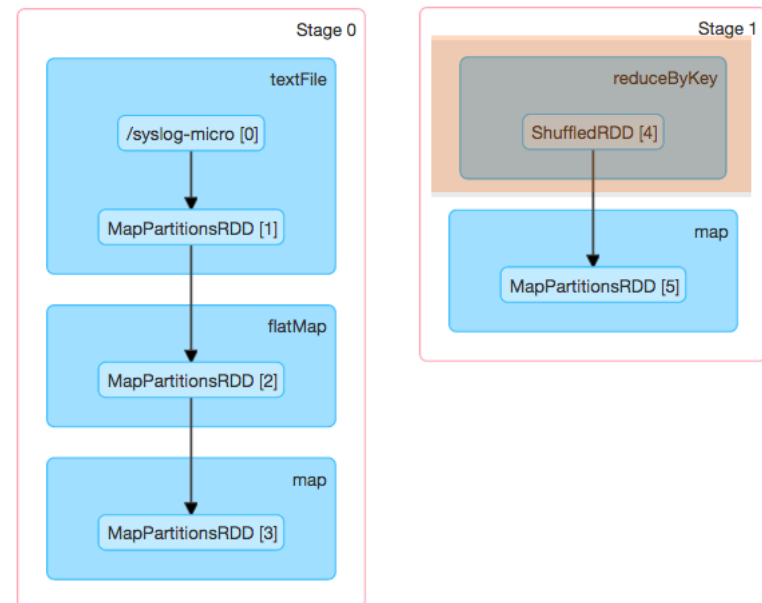 Stage 0
textFile
/syslog-micro [0]
MapPartitionsRDD [1]
flatMap
MapPartitionsRDD [2]
map
MapPartitionsRDD [3]
Stage 1
reduceByKey
ShuffledRDD [4]
map
MapPartitionsRDD [5]